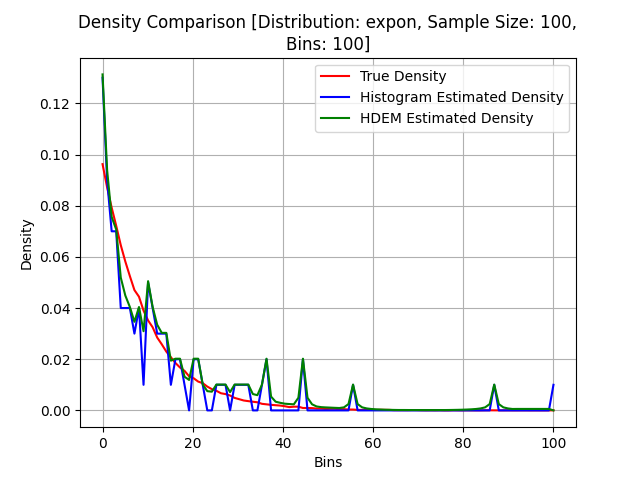 Density Comparison [Distribution: expon, Sample Size: 100,
Bins: 100]
True Density
Histogram Estimated Density
HDEM Estimated Density
Density
0.12
0.10
0.08
0.06
0.04
0.02
0.00
0 20 40 60 80 100
Bins